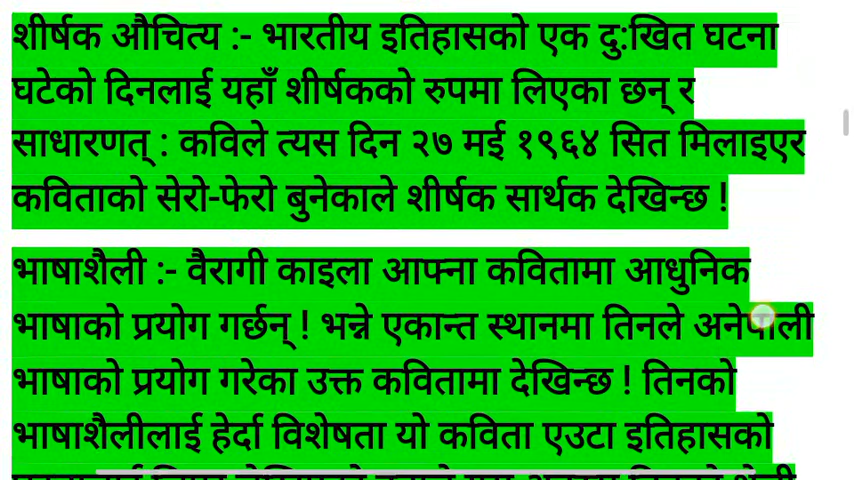 शीर्षक औचित्य :- भारतीय इतिहासको एक दु:खित घटना
घटेको दिनलाई यहाँ शीर्षकको रुपमा लिएका छन् र
साधारणत् : कविले त्यस दिन २७ मई १९६४ सित मिलाइएर
कविताको सेरो-फेरो बुनेकाले शीर्षक सार्थक देखिन्छ !
भाषाशैली :- वैरागी काइला आफ्ना कवितामा आधुनिक
भाषाको प्रयोग गर्छन् ! भन्ने एकान्त स्थानमा तिनले अनेपाली
भाषाको प्रयोग गरेका उक्त कवितामा देखिन्छ ! तिनको
भाषाशैलीलाई हेर्दा विशेषता यो कविता एउटा इतिहासको